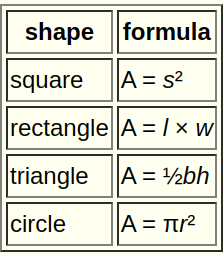 shape formula
square A = s²
rectangle A = l × w
triangle A = ½bh
circle A = πr²